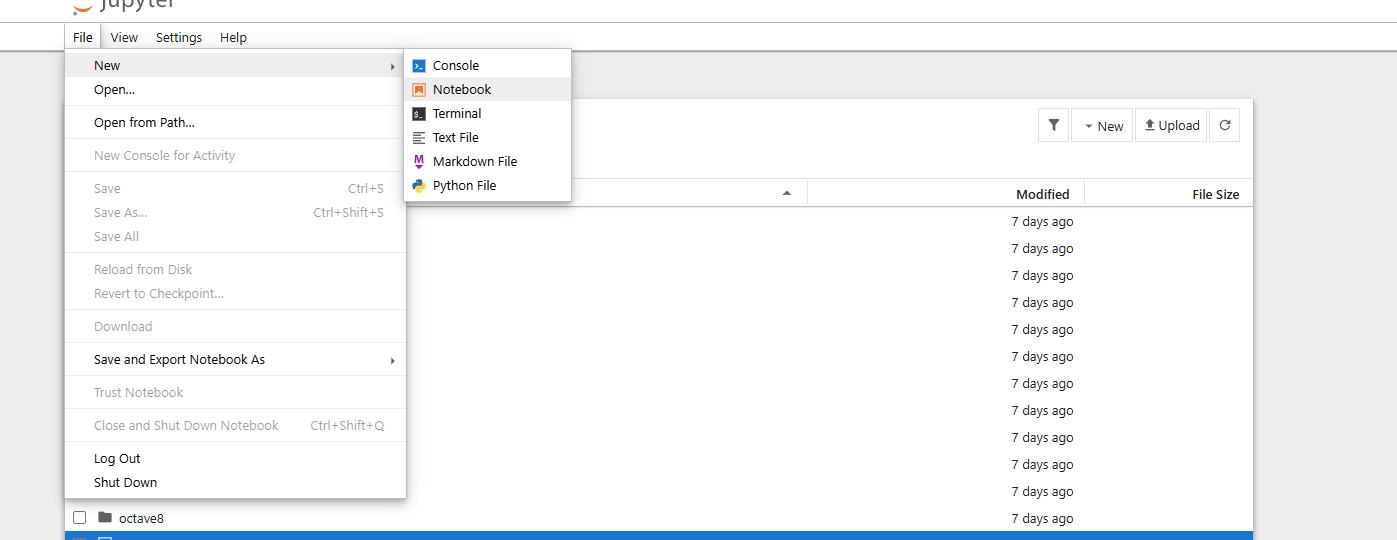 Jupyter
File View Settings Help
New
Open...
Open from Path...
New Console for Activity
Save Ctrl+S
Save As... Ctrl+Shift+S
Save All
Reload from Disk
Revert to Checkpoint...
Download
Save and Export Notebook As
Trust Notebook
Close and Shut Down Notebook Ctrl+Shift+Q
Log Out
Shut Down
Console
Notebook
Terminal
Text File
Markdown File
Python File
New Upload
Modified File Size
7 days ago
7 days ago
7 days ago
7 days ago
7 days ago
7 days ago
7 days ago
7 days ago
7 days ago
7 days ago
7 days ago
octave8 7 days ago